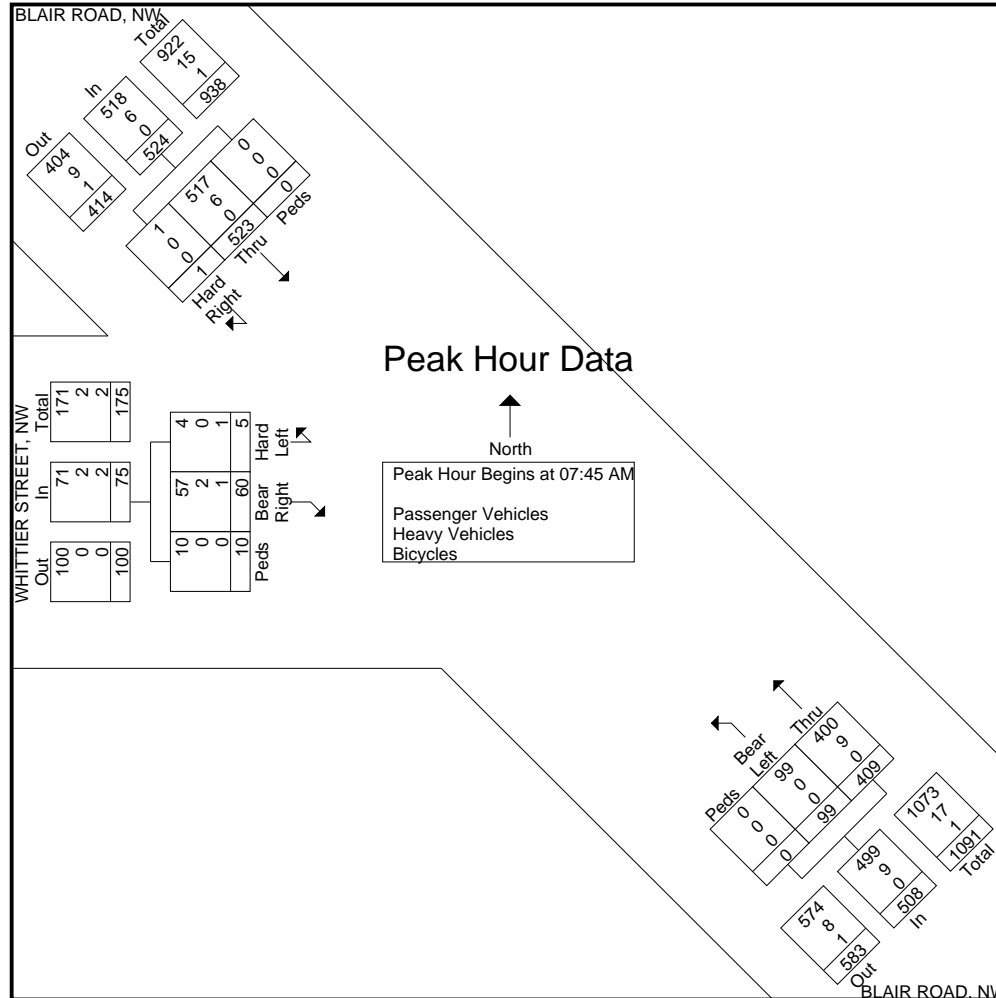 BLAIR ROAD, NW
Out
404
9
1
414
In
518
6
0
524
Total
922
15
1
938
1
0
0
1
Hard
Right
517
6
0
523
Thru
0
0
0
0
Peds
WHITTIER STREET, NW
Out
100
0
0
100
In
71
2
2
75
Total
171
2
2
175
Peds
10
0
0
10
Bear
Right
57
2
1
60
Hard
Left
4
0
1
5
Peak Hour Data
North
Peak Hour Begins at 07:45 AM
Passenger Vehicles
Heavy Vehicles
Bicycles
Peds
0
0
0
0
Bear
Left
99
0
0
99
Thru
400
9
0
409
574
8
1
583
Out
499
9
0
508
In
1073
17
1
1091
Total
BLAIR ROAD, NW